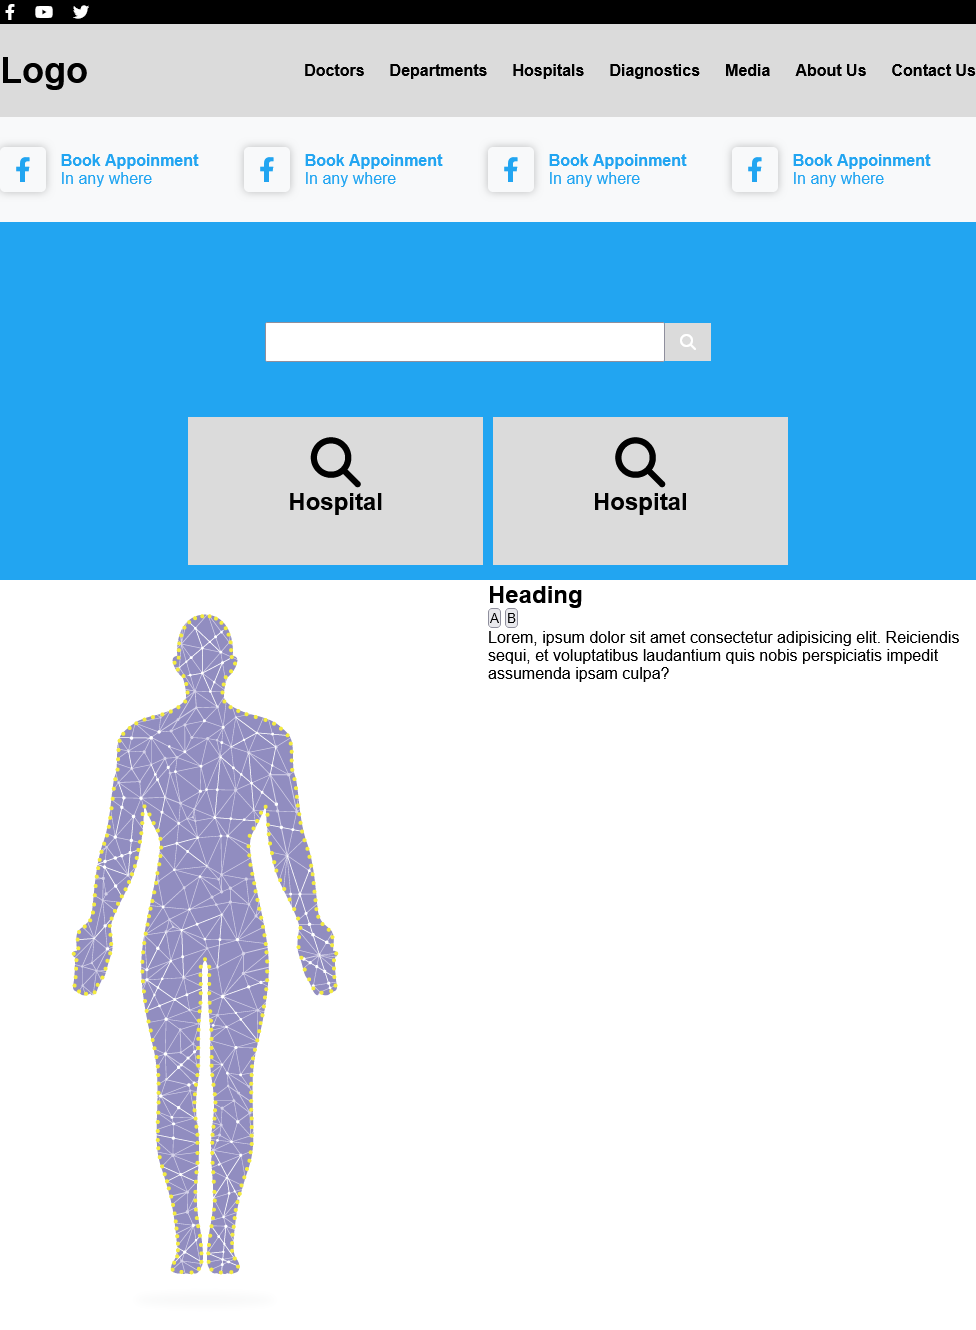 Logo
Doctors Departments Hospitals Diagnostics Media About Us Contact Us
Book Appoinment
In any where
Book Appoinment
In any where
Book Appoinment
In any where
Book Appoinment
In any where
Hospital
Hospital
Heading
A B
Lorem, ipsum dolor sit amet consectetur adipisicing elit. Reiciendis
sequi, et voluptatibus laudantium quis nobis perspiciatis impedit
assumenda ipsam culpa?